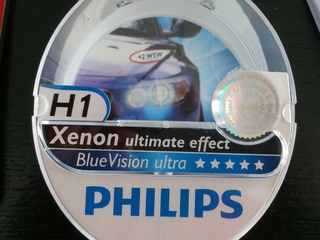 +2 W5W
H1
Xenon ultimate effect
BlueVision ultra
PHILIPS